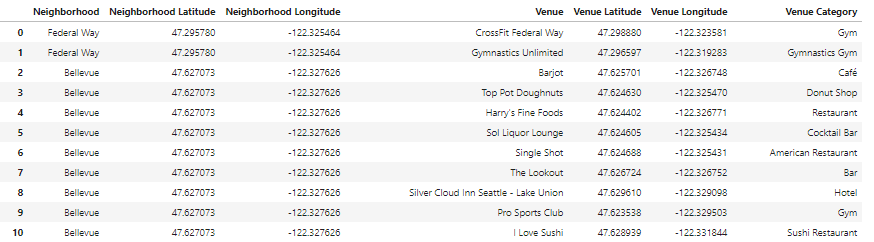 Neighborhood Neighborhood Latitude Neighborhood Longitude Venue Venue Latitude Venue Longitude Venue Category
0 Federal Way 47.295780 -122.325464 CrossFit Federal Way 47.298880 -122.323581 Gym
1 Federal Way 47.295780 -122.325464 Gymnastics Unlimited 47.296597 -122.319283 Gymnastics Gym
2 Bellevue 47.627073 -122.327626 Barjot 47.625701 -122.326748 Café
3 Bellevue 47.627073 -122.327626 Top Pot Doughnuts 47.624630 -122.325470 Donut Shop
4 Bellevue 47.627073 -122.327626 Harry's Fine Foods 47.624402 -122.326771 Restaurant
5 Bellevue 47.627073 -122.327626 Sol Liquor Lounge 47.624605 -122.325434 Cocktail Bar
6 Bellevue 47.627073 -122.327626 Single Shot 47.624688 -122.325431 American Restaurant
7 Bellevue 47.627073 -122.327626 The Lookout 47.626724 -122.326752 Bar
8 Bellevue 47.627073 -122.327626 Silver Cloud Inn Seattle - Lake Union 47.629610 -122.329098 Hotel
9 Bellevue 47.627073 -122.327626 Pro Sports Club 47.623538 -122.329503 Gym
10 Bellevue 47.627073 -122.327626 I Love Sushi 47.628939 -122.331844 Sushi Restaurant